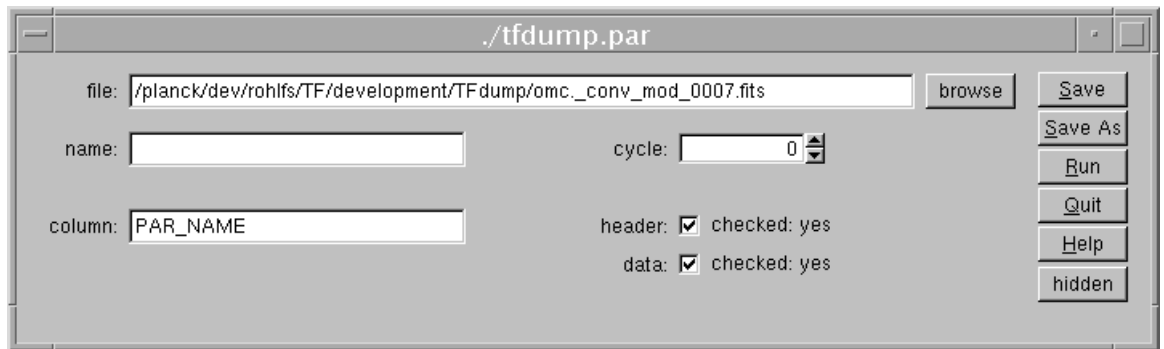 ./tfdump.par
file: /planck/dev/rohlfs/TF/development/TFdump/omc._conv_mod_0007.fits browse Save
Save As
name: cycle: 0
Run
column: PAR_NAME header: checked: yes Quit
Help
data: checked: yes
hidden